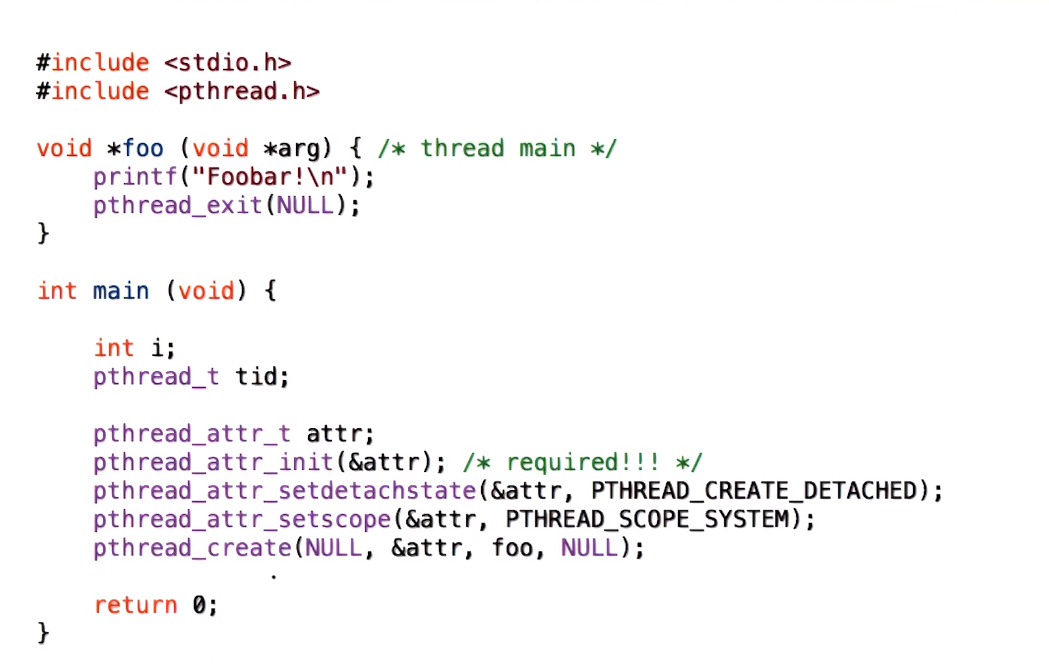 #include <stdio.h>
#include <pthread.h>
void *foo (void *arg) { /* thread main */
printf("Foobar!\n");
pthread_exit(NULL);
}
int main (void) {
int i;
pthread_t tid;
pthread_attr_t attr;
pthread_attr_init(&attr); /* required!!! */
pthread_attr_setdetachstate(&attr, PTHREAD_CREATE_DETACHED);
pthread_attr_setscope(&attr, PTHREAD_SCOPE_SYSTEM);
pthread_create(NULL, &attr, foo, NULL);
return 0;
}